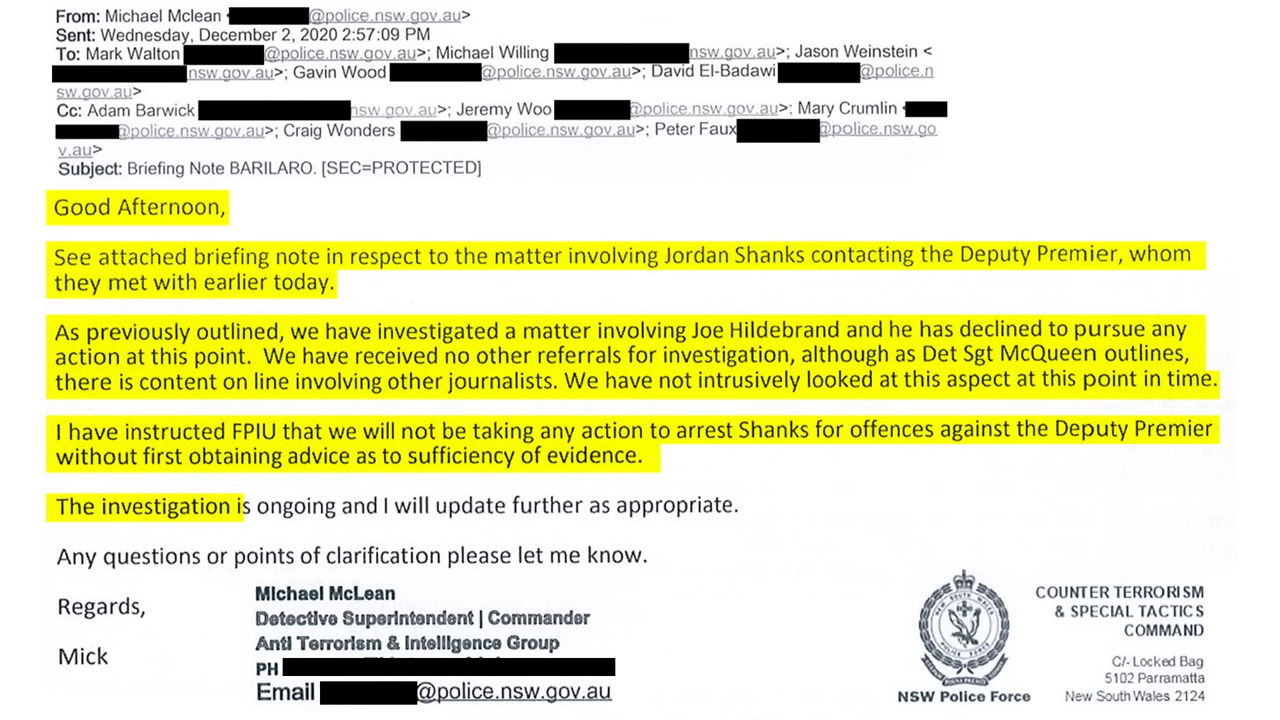 From: Michael Mclean < @police.nsw.gov.au>
Sent: Wednesday, December 2, 2020 2:57:09 PM
To: Mark Walton @police.nsw.gov.au>; Michael Willing nsw.gov.au>; Jason Weinstein <
nsw.gov.au>; Gavin Wood @police.nsw.gov.au>; David El-Badawi @police.n
sw.gov.au>
Cc: Adam Barwick nsw.gov.au>; Jeremy Woo @police.nsw.gov.au>; Mary Crumlin <
@police.nsw.gov.au>; Craig Wonders @police.nsw.gov.au>; Peter Faux @police.nsw.go
v.au>
Subject: Briefing Note BARILARO. [SEC=PROTECTED]
Good Afternoon,
See attached briefing note in respect to the matter involving Jordan Shanks contacting the Deputy Premier, whom
they met with earlier today.
As previously outlined, we have investigated a matter involving Joe Hildebrand and he has declined to pursue any
action at this point. We have received no other referrals for investigation, although as Det Sgt McQueen outlines,
there is content on line involving other journalists. We have not intrusively looked at this aspect at this point in time.
I have instructed FPIU that we will not be taking any action to arrest Shanks for offences against the Deputy Premier
without first obtaining advice as to sufficiency of evidence.
The investigation is ongoing and I will update further as appropriate.
Any questions or points of clarification please let me know.
Regards,
Mick
Michael McLean
Detective Superintendent | Commander
Anti Terrorism & Intelligence Group
PH
Email @police.nsw.gov.au
NSW Police Force
COUNTER TERRORISM
& SPECIAL TACTICS
COMMAND
C/- Locked Bag
5102 Parramatta
New South Wales 2124